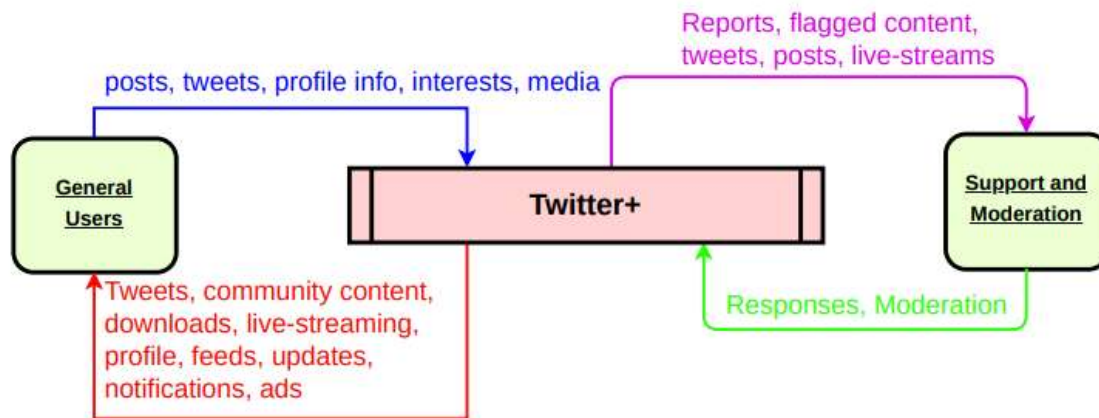 Reports, flagged content,
tweets, posts, live-streams
posts, tweets, profile info, interests, media
General
Users
Twitter+
Support and
Moderation
Tweets, community content,
downloads, live-streaming,
profile, feeds, updates,
notifications, ads
Responses, Moderation